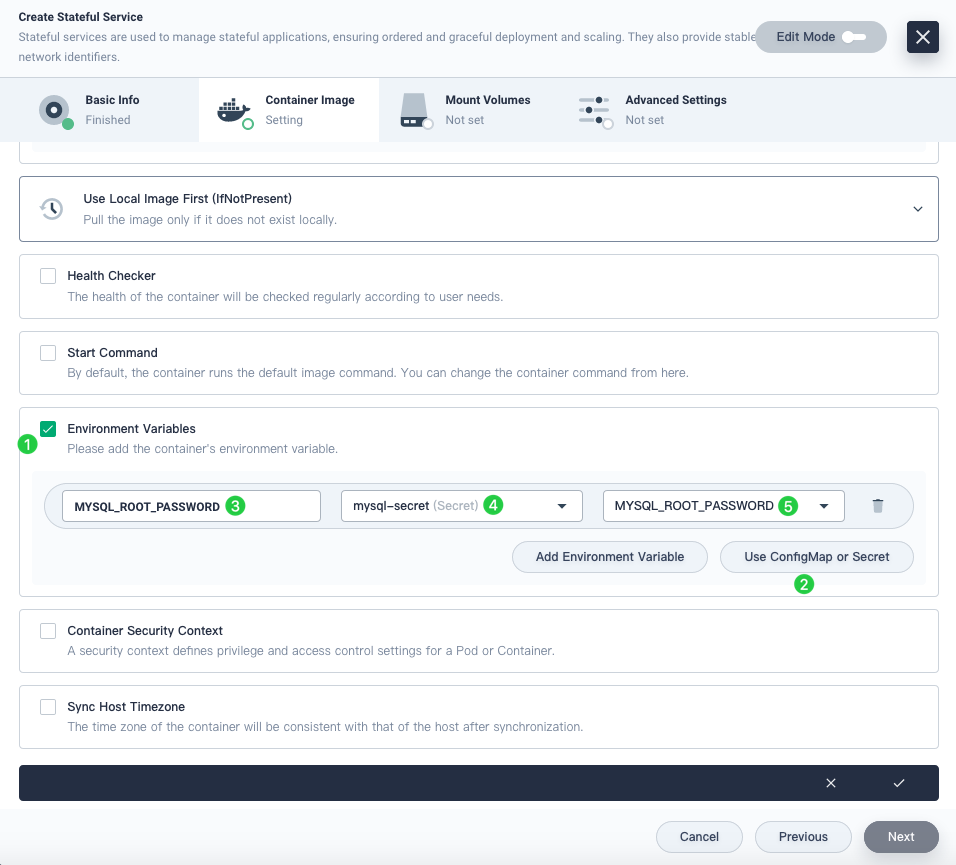 Create Stateful Service
Stateful services are used to manage stateful applications, ensuring ordered and graceful deployment and scaling. They also provide stable
network identifiers.
Edit Mode
Basic Info
Finished
Container Image
Setting
Mount Volumes
Not set
Advanced Settings
Not set
Use Local Image First (IfNotPresent)
Pull the image only if it does not exist locally.
Health Checker
The health of the container will be checked regularly according to user needs.
Start Command
By default, the container runs the default image command. You can change the container command from here.
Environment Variables
1
Please add the container's environment variable.
MYSQL_ROOT_PASSWORD 3 mysql-secret (Secret) 4 MYSQL_ROOT_PASSWORD 5
Add Environment Variable Use ConfigMap or Secret
2
Container Security Context
A security context defines privilege and access control settings for a Pod or Container.
Sync Host Timezone
The time zone of the container will be consistent with that of the host after synchronization.
Cancel Previous Next